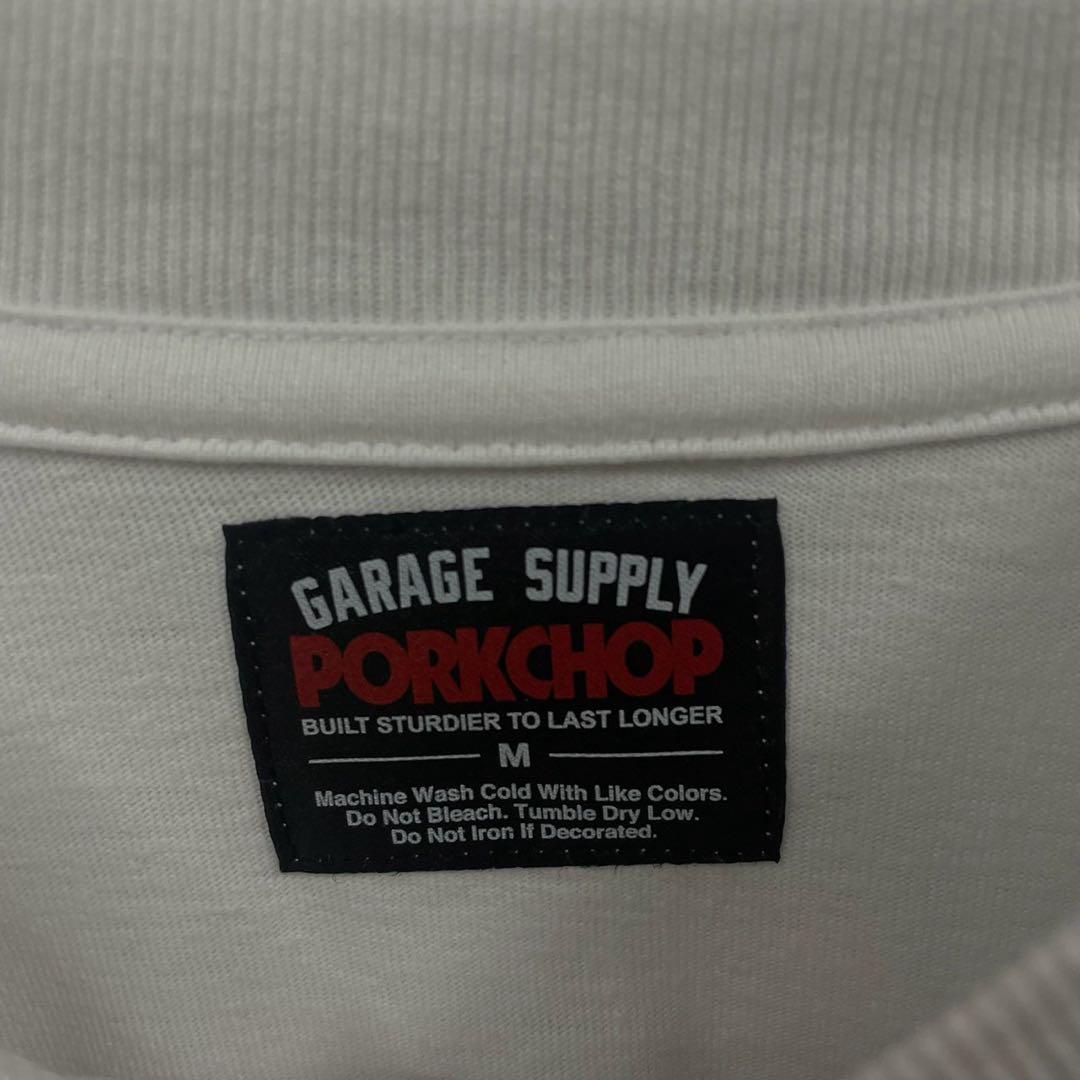 GARAGE SUPPLY
PORKCHOP
BUILT STURDIER TO LAST LONGER
M
Machine Wash Cold With Like Colors.
Do Not Bleach. Tumble Dry Low.
Do Not Iron If Decorated.